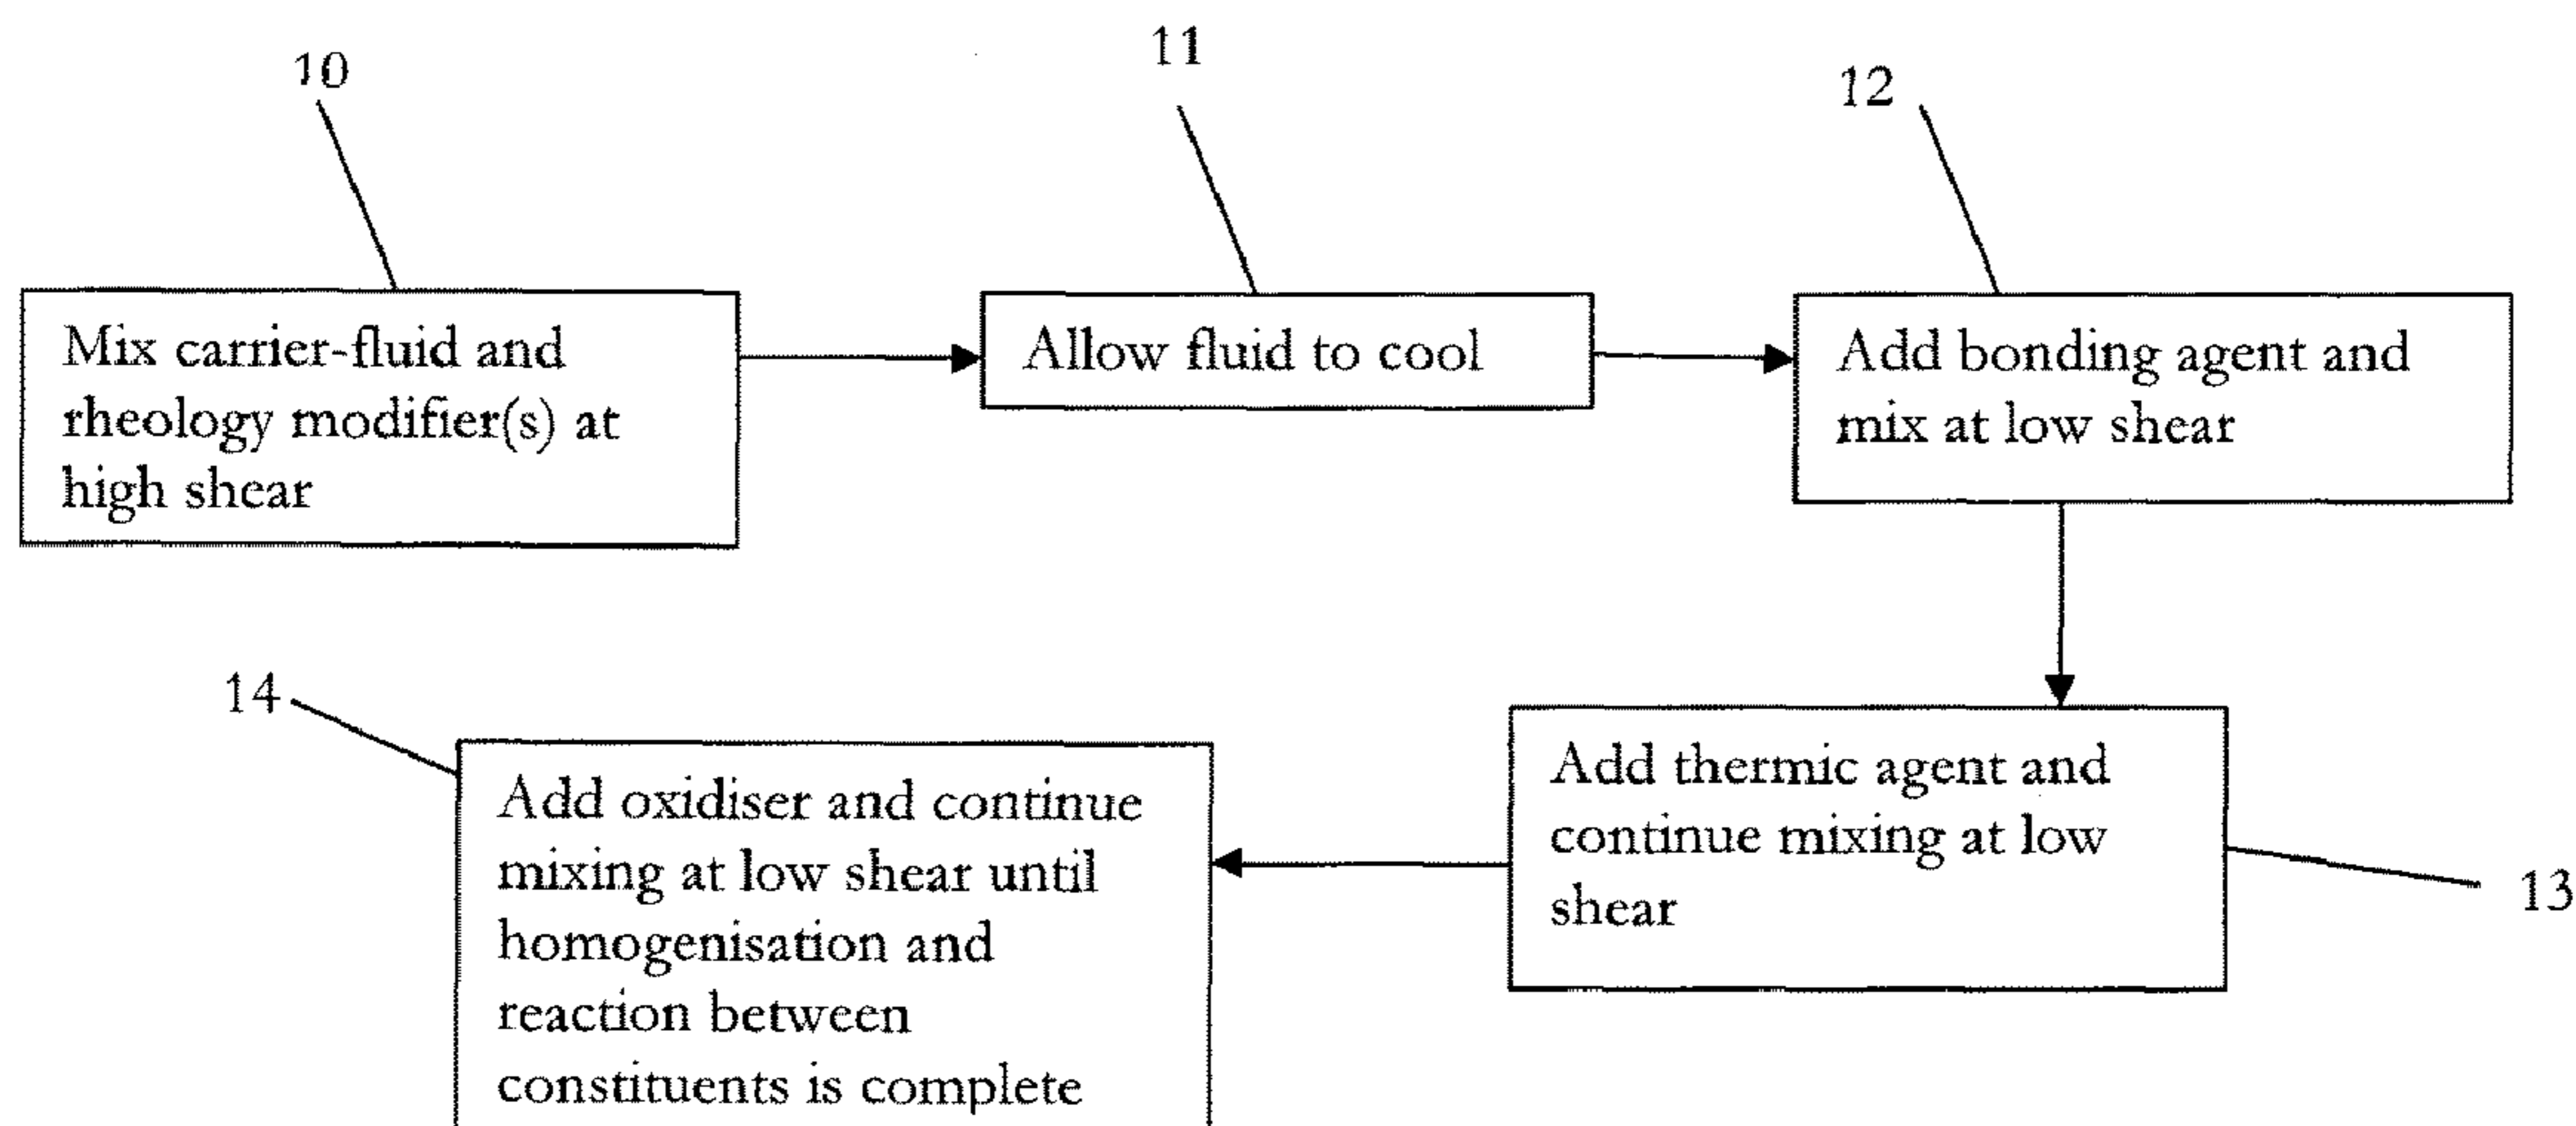 10
11
12
Mix carrier-fluid and
rheology modifier(s) at
high shear
Allow fluid to cool
Add bonding agent and
mix at low shear
14
Add oxidiser and continue
mixing at low shear until
homogenisation and
reaction between
constituents is complete
Add thermic agent and
continue mixing at low
shear
13